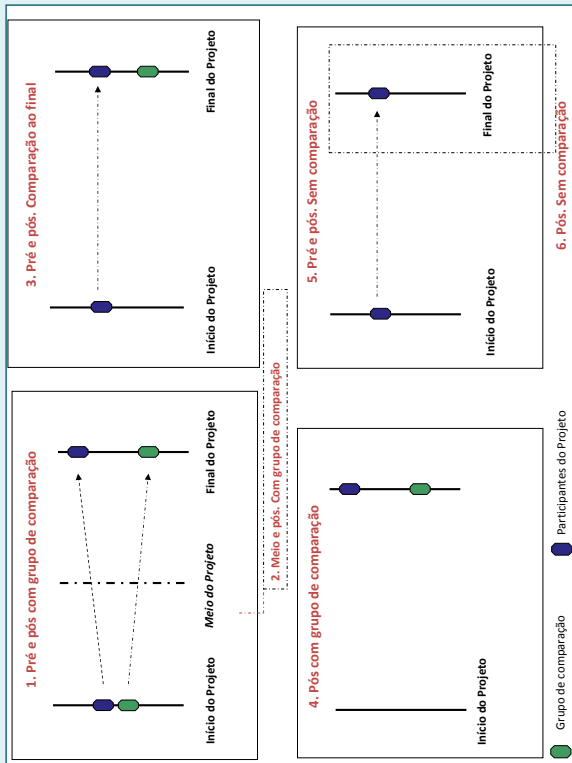 1. Pré e pós com grupo de comparação
Início do Projeto
Meio do Projeto
Final do Projeto
2. Meio e pós. Com grupo de comparação
3. Pré e pós. Comparação ao final
Início do Projeto
Final do Projeto
4. Pós com grupo de comparação
Início do Projeto
5. Pré e pós. Sem comparação
Início do Projeto
Final do Projeto
6. Pós. Sem comparação
Grupo de comparação
Participantes do Projeto